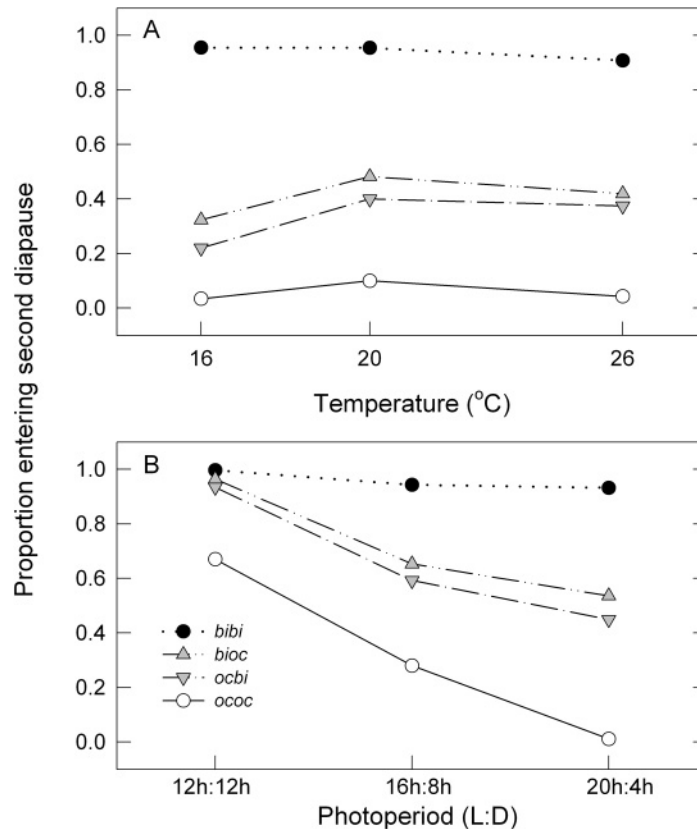 Proportion entering second diapause
A
1.0
0.8
0.6
0.4
0.2
0.0
16
20
26
Temperature (°C)
B
1.0
0.8
0.6
0.4
0.2
0.0
bibi
bioc
ocbi
ococ
12h:12h
16h:8h
20h:4h
Photoperiod (L:D)